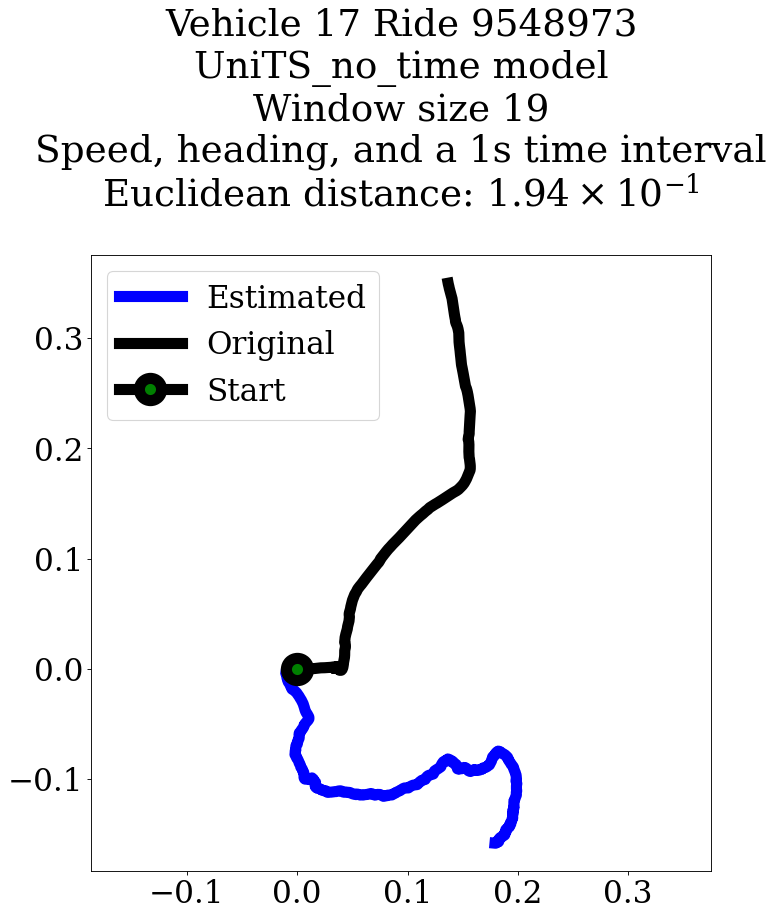 Vehicle 17 Ride 9548973
UniTS_no_time model
Window size 19
Speed, heading, and a 1s time interval
Euclidean distance: 1.94 × 10⁻¹
Estimated
Original
Start
0.3
0.2
0.1
0.0
−0.1
−0.1 0.0 0.1 0.2 0.3